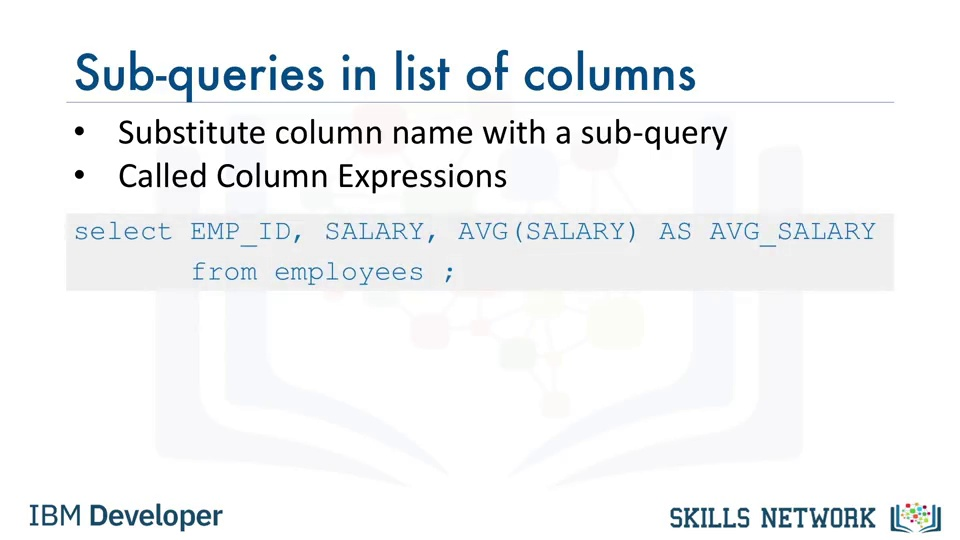 Sub-queries in list of columns
• Substitute column name with a sub-query
• Called Column Expressions
select EMP_ID, SALARY, AVG(SALARY) AS AVG_SALARY
from employees ;
IBM Developer
SKILLS NETWORK